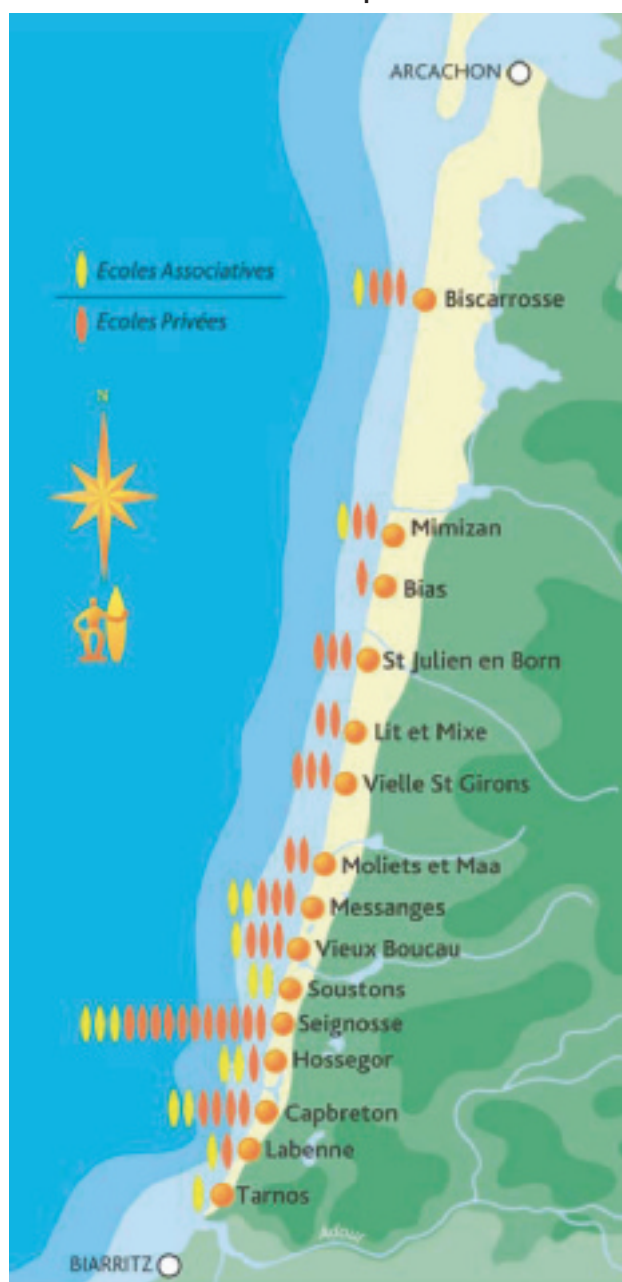 ARCACHON
Ecoles Associatives
Ecoles Privées
Biscarrosse
N
Mimizan
Bias
St Julien en Born
Lit et Mixe
Vielle St Girons
Moliets et Maa
Messanges
Vieux Boucau
Soustons
Seignosse
Hossegor
Capbreton
Labenne
Tarnos
Adour
BIARRITZ